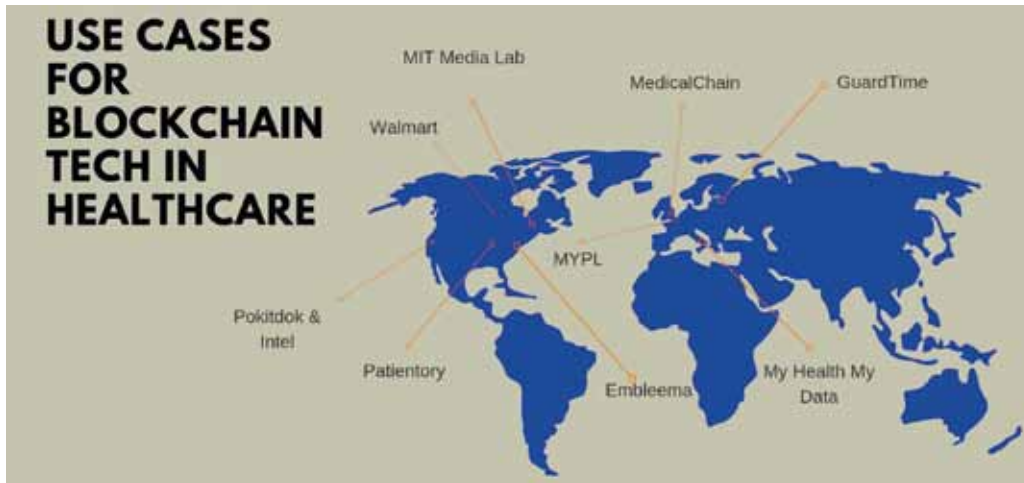 USE CASES
FOR
BLOCKCHAIN
TECH IN
HEALTHCARE
MIT Media Lab
MedicalChain
GuardTime
Walmart
MYPL
Pokitdok &
Intel
Patientory
Embleema
My Health My
Data